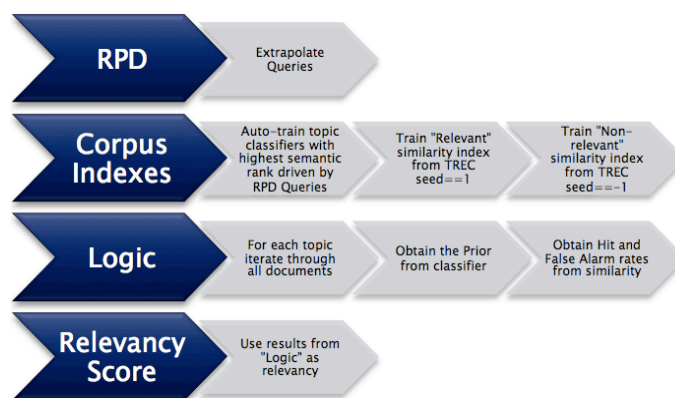 RPD
Extrapolate
Queries
Corpus
Indexes
Auto-train topic
classifiers with
highest semantic
rank driven by
RPD Queries
Train "Relevant"
similarity index
from TREC
seed==1
Train "Non-
relevant"
similarity index
from TREC
seed==-1
Logic
For each topic
iterate through
all documents
Obtain the Prior
from classifier
Obtain Hit and
False Alarm rates
from similarity
Relevancy
Score
Use results from
"Logic" as
relevancy